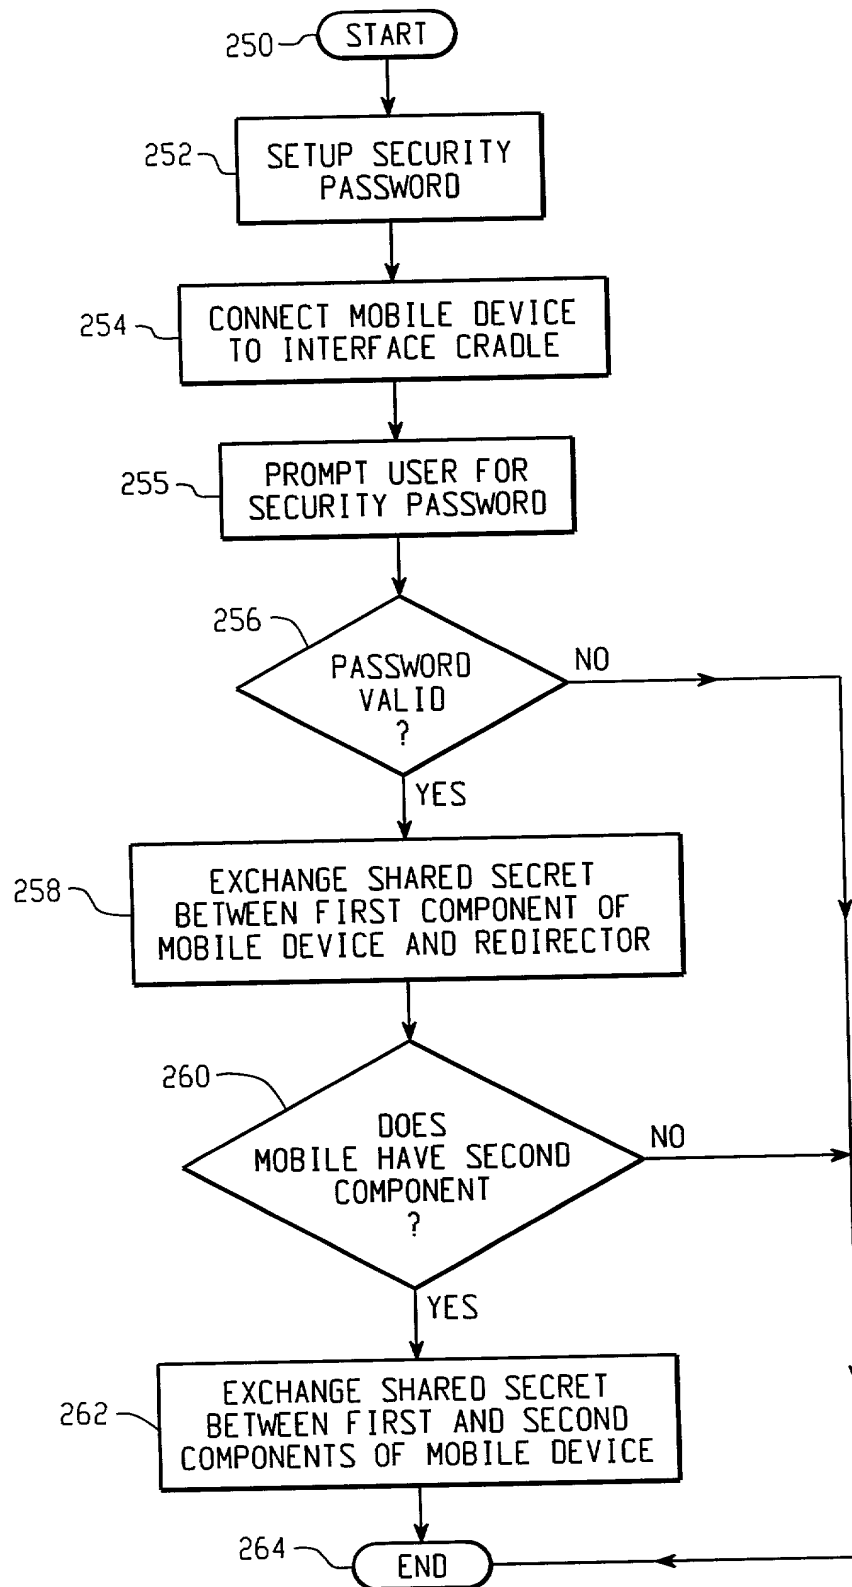 250
START
252
SETUP SECURITY
PASSWORD
254
CONNECT MOBILE DEVICE
TO INTERFACE CRADLE
255
PROMPT USER FOR
SECURITY PASSWORD
256
PASSWORD
VALID
?
NO
YES
258
EXCHANGE SHARED SECRET
BETWEEN FIRST COMPONENT OF
MOBILE DEVICE AND REDIRECTOR
260
DOES
MOBILE HAVE SECOND
COMPONENT
?
NO
YES
262
EXCHANGE SHARED SECRET
BETWEEN FIRST AND SECOND
COMPONENTS OF MOBILE DEVICE
264
END